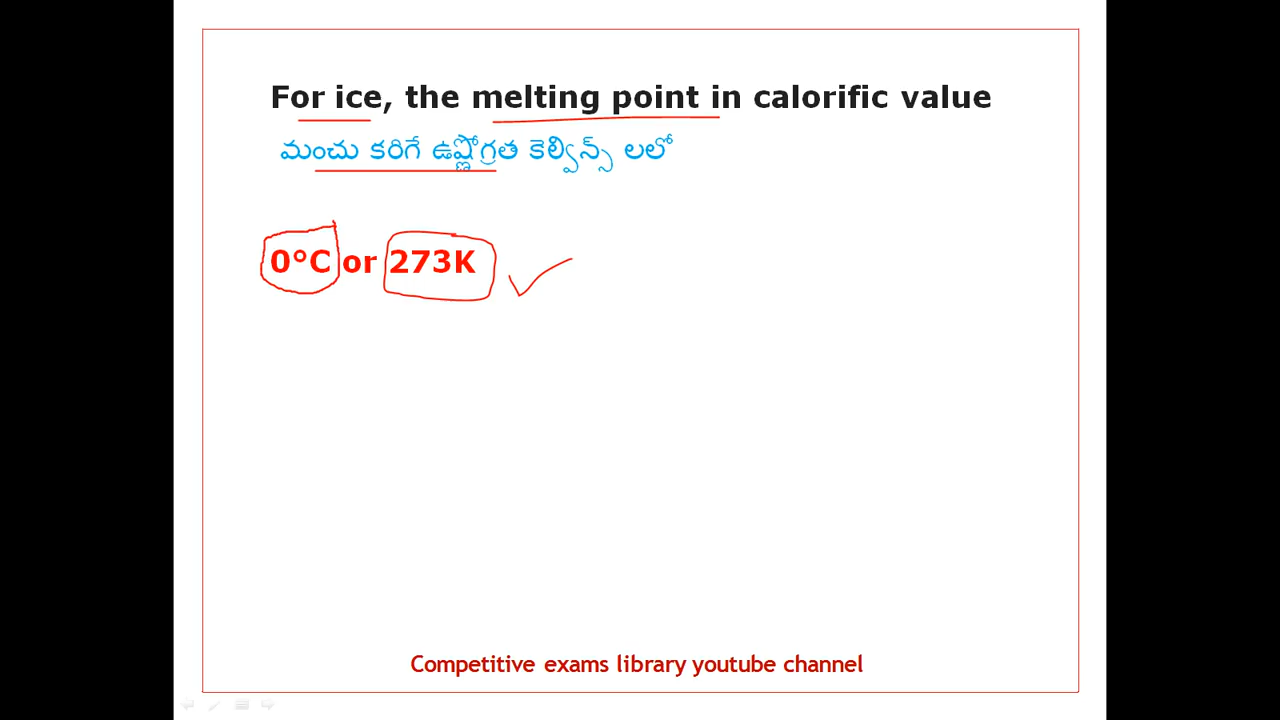 For ice, the melting point in calorific value
మంచు కరిగే ఉష్ణోగ్రత కెల్విన్స్ లలో
0°C or 273K
Competitive exams library youtube channel